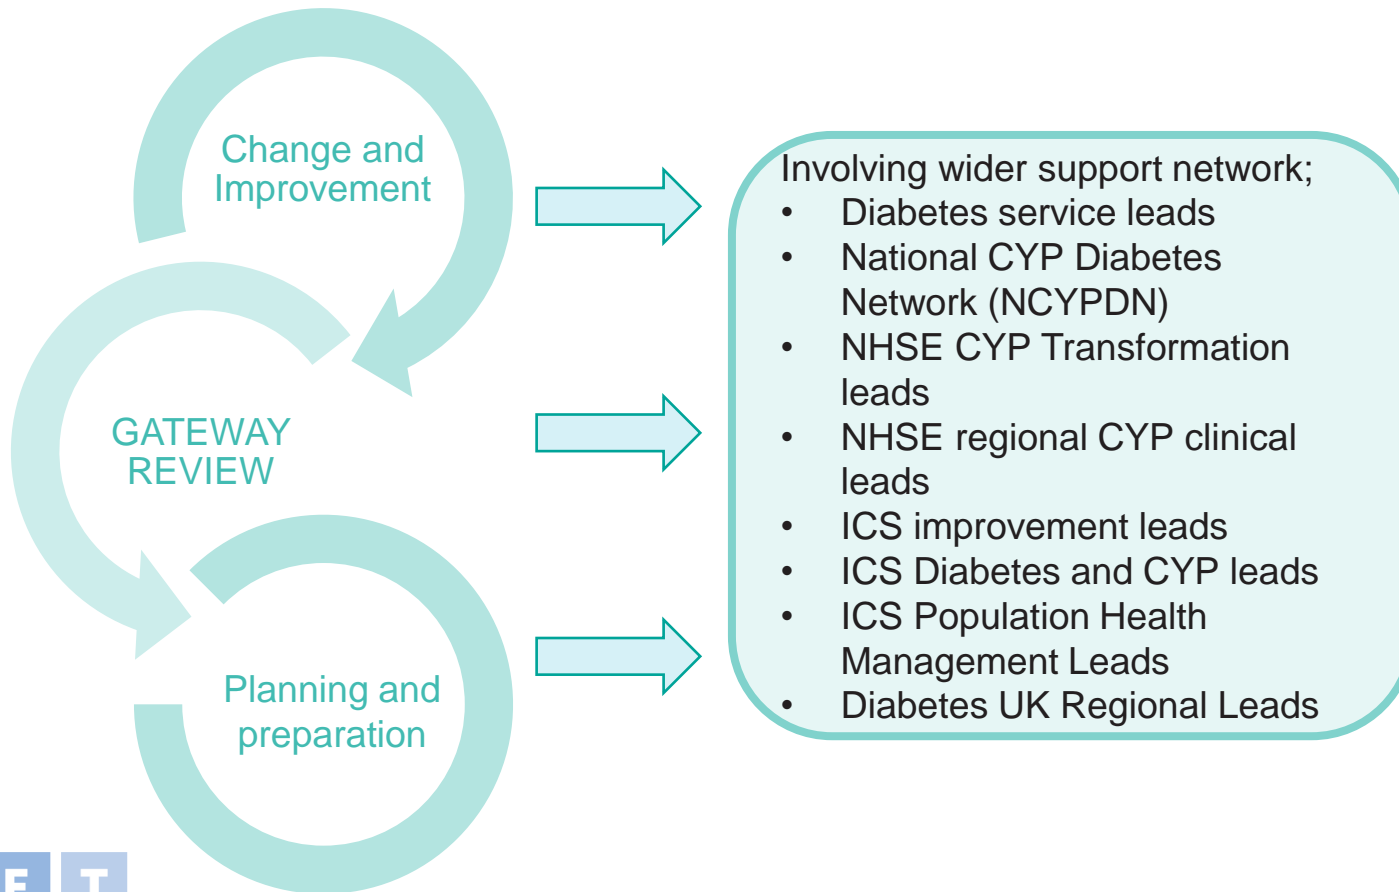 Change and
Improvement
GATEWAY
REVIEW
Planning and
preparation
Involving wider support network;
• Diabetes service leads
• National CYP Diabetes
Network (NCYPDN)
• NHSE CYP Transformation
leads
• NHSE regional CYP clinical
leads
• ICS improvement leads
• ICS Diabetes and CYP leads
• ICS Population Health
Management Leads
• Diabetes UK Regional Leads
E T